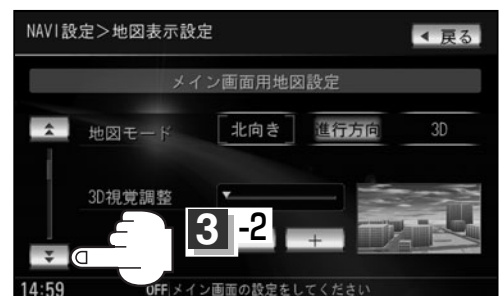 NAVI設定>地図表示設定
戻る
メイン画面用地図設定
地図モード 北向き 進行方向 3D
3D視覚調整
3-2
+
14:59 OFF メイン画面の設定をしてください